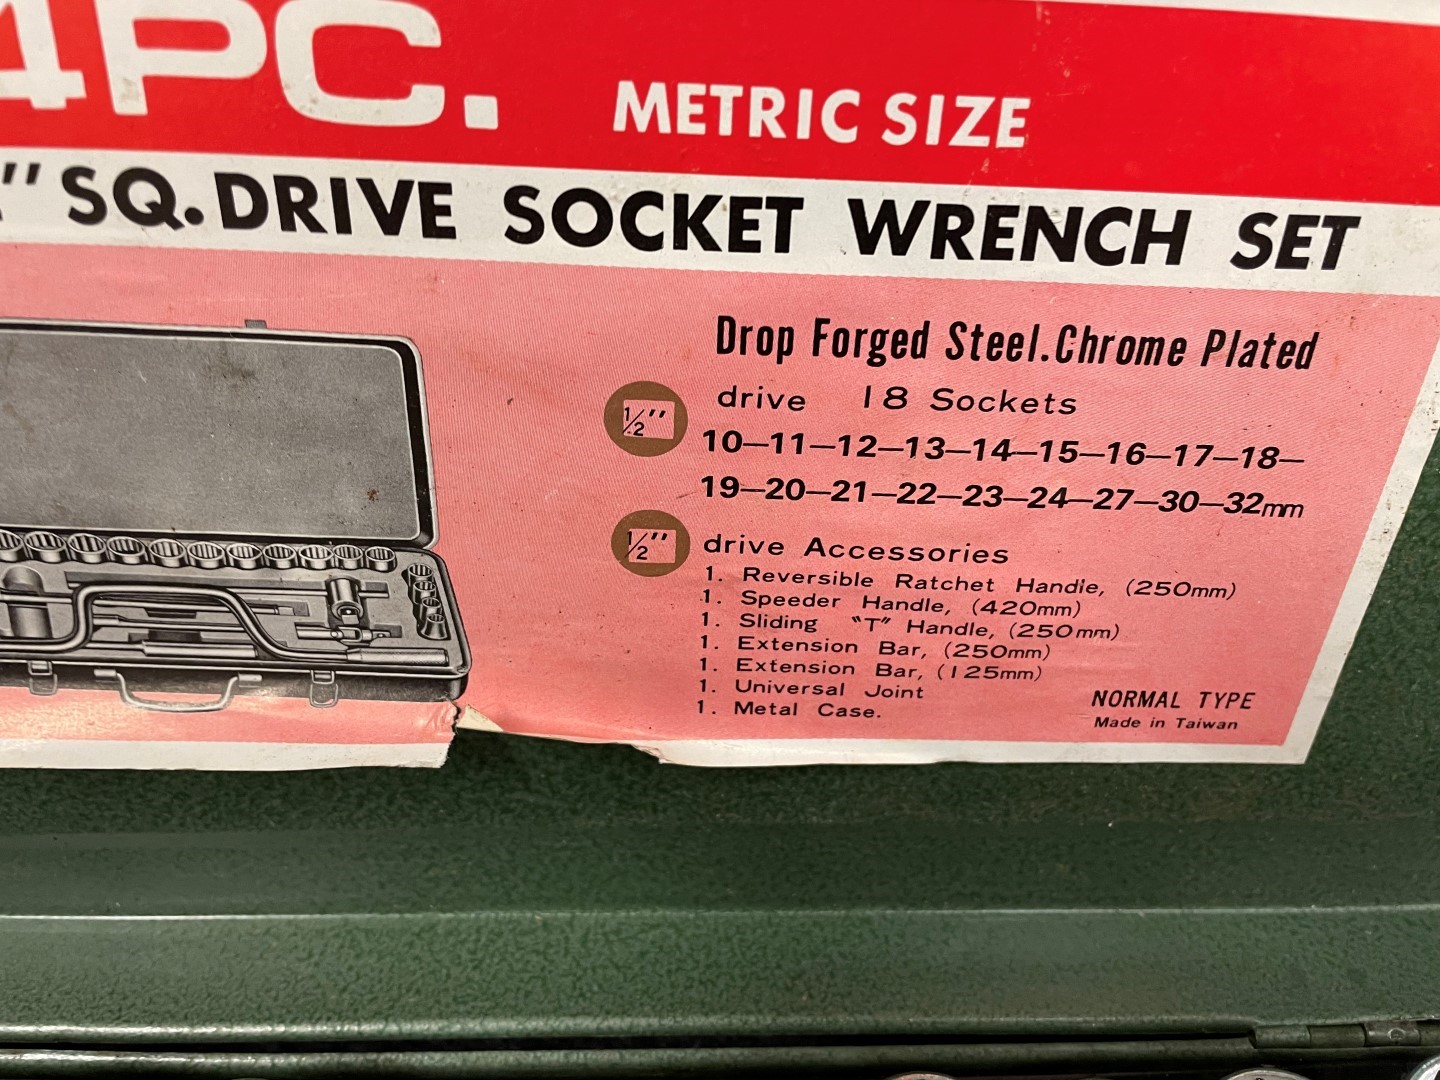 4PC. METRIC SIZE
" SQ. DRIVE SOCKET WRENCH SET
Drop Forged Steel. Chrome Plated
1/2" drive 18 Sockets
10—11—12—13—14—15—16—17—18—
19—20—21—22—23—24—27—30—32mm
1/2" drive Accessories
1. Reversible Ratchet Handle, (250mm)
1. Speeder Handle, (420mm)
1. Sliding "T" Handle, (250mm)
1. Extension Bar, (250mm)
1. Extension Bar, (125mm)
1. Universal Joint
1. Metal Case.
NORMAL TYPE
Made in Taiwan